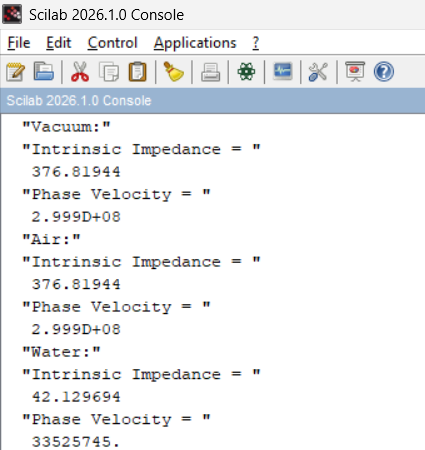 Scilab 2026.1.0 Console
File Edit Control Applications ?
Scilab 2026.1.0 Console
"Vacuum:"
"Intrinsic Impedance = "
376.81944
"Phase Velocity = "
2.999D+08
"Air:"
"Intrinsic Impedance = "
376.81944
"Phase Velocity = "
2.999D+08
"Water:"
"Intrinsic Impedance = "
42.129694
"Phase Velocity = "
33525745.